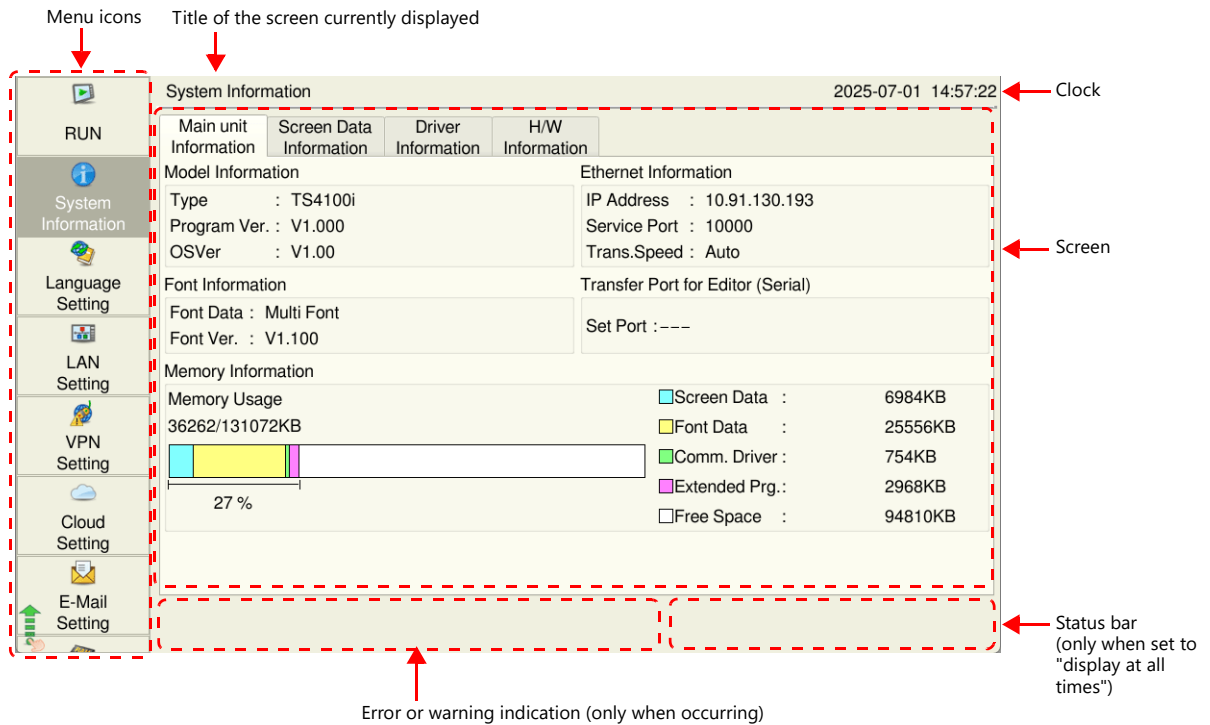 Menu icons
Title of the screen currently displayed
System Information
2025-07-01 14:57:22
Clock
RUN
System
Information
Language
Setting
LAN
Setting
VPN
Setting
Cloud
Setting
E-Mail
Setting
Main unit
Information
Screen Data
Information
Driver
Information
H/W
Information
Model Information
Type : TS4100i
Program Ver. : V1.000
OSVer : V1.00
Ethernet Information
IP Address : 10.91.130.193
Service Port : 10000
Trans.Speed : Auto
Screen
Font Information
Font Data : Multi Font
Font Ver. : V1.100
Transfer Port for Editor (Serial)
Set Port :---
Memory Information
Memory Usage
36262/131072KB
27 %
Screen Data : 6984KB
Font Data : 25556KB
Comm. Driver : 754KB
Extended Prg.: 2968KB
Free Space : 94810KB
Status bar
(only when set to
"display at all
times")
Error or warning indication (only when occurring)